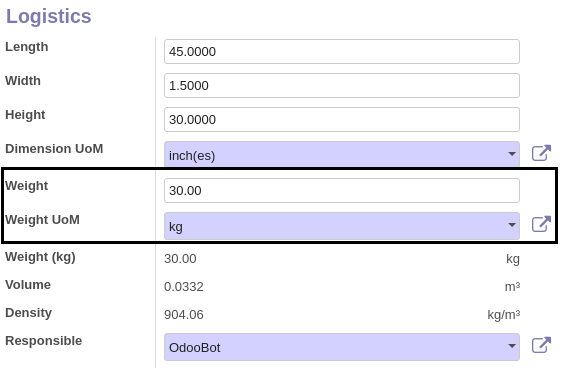 Logistics
Length 45.0000
Width 1.5000
Height 30.0000
Dimension UoM inch(es)
Weight 30.00
Weight UoM kg
Weight (kg) 30.00 kg
Volume 0.0332 m³
Density 904.06 kg/m³
Responsible OdooBot